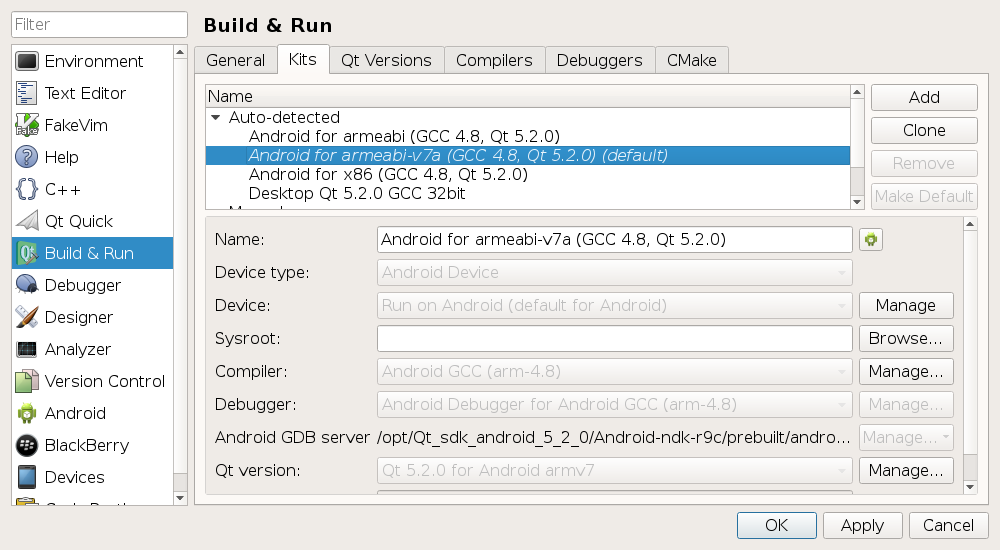 Filter
Environment
Text Editor
FakeVim
Help
C++
Qt Quick
Build & Run
Debugger
Designer
Analyzer
Version Control
Android
BlackBerry
Devices
Build & Run
General Kits Qt Versions Compilers Debuggers CMake
Name
Auto-detected
Android for armeabi (GCC 4.8, Qt 5.2.0)
Android for armeabi-v7a (GCC 4.8, Qt 5.2.0) (default)
Android for x86 (GCC 4.8, Qt 5.2.0)
Desktop Qt 5.2.0 GCC 32bit
Add
Clone
Remove
Make Default
Name: Android for armeabi-v7a (GCC 4.8, Qt 5.2.0)
Device type: Android Device
Device: Run on Android (default for Android) Manage
Sysroot: Browse...
Compiler: Android GCC (arm-4.8) Manage...
Debugger: Android Debugger for Android GCC (arm-4.8) Manage...
Android GDB server /opt/Qt_sdk_android_5_2_0/Android-ndk-r9c/prebuilt/andro... Manage...
Qt version: Qt 5.2.0 for Android armv7 Manage...
OK Apply Cancel